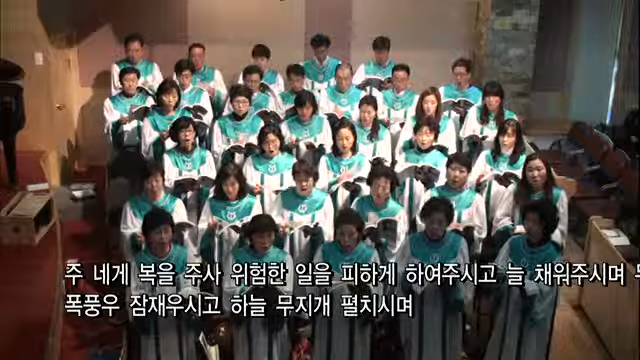 주 네게 복을 주사 위험한 일을 피하게 하여주시고 늘 채워주시며
폭풍우 잠재우시고 하늘 무지개 펼치시며